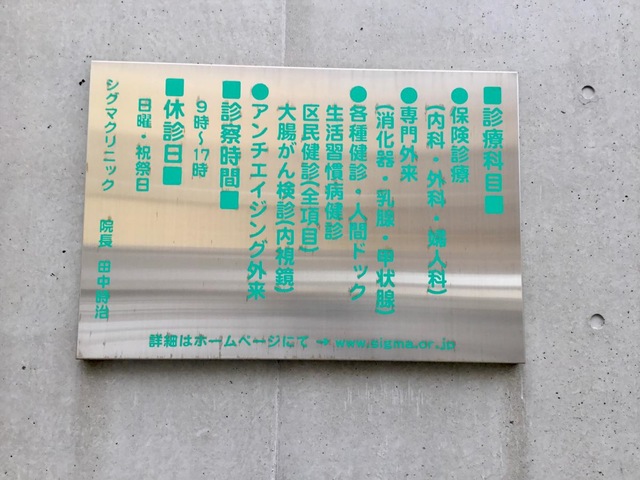 ■診療科目■
●保険診療
(内科・外科・婦人科)
●専門外来
(消化器・乳腺・甲状腺)
●各種健診・人間ドック
生活習慣病健診
区民健診(全項目)
大腸がん検診(内視鏡)
●アンチエイジング外来
■診察時間■
9時〜17時
■休診日■
日曜・祝祭日
シグマクリニック 院長 田中時治
詳細はホームページにて → www.sigma.or.jp